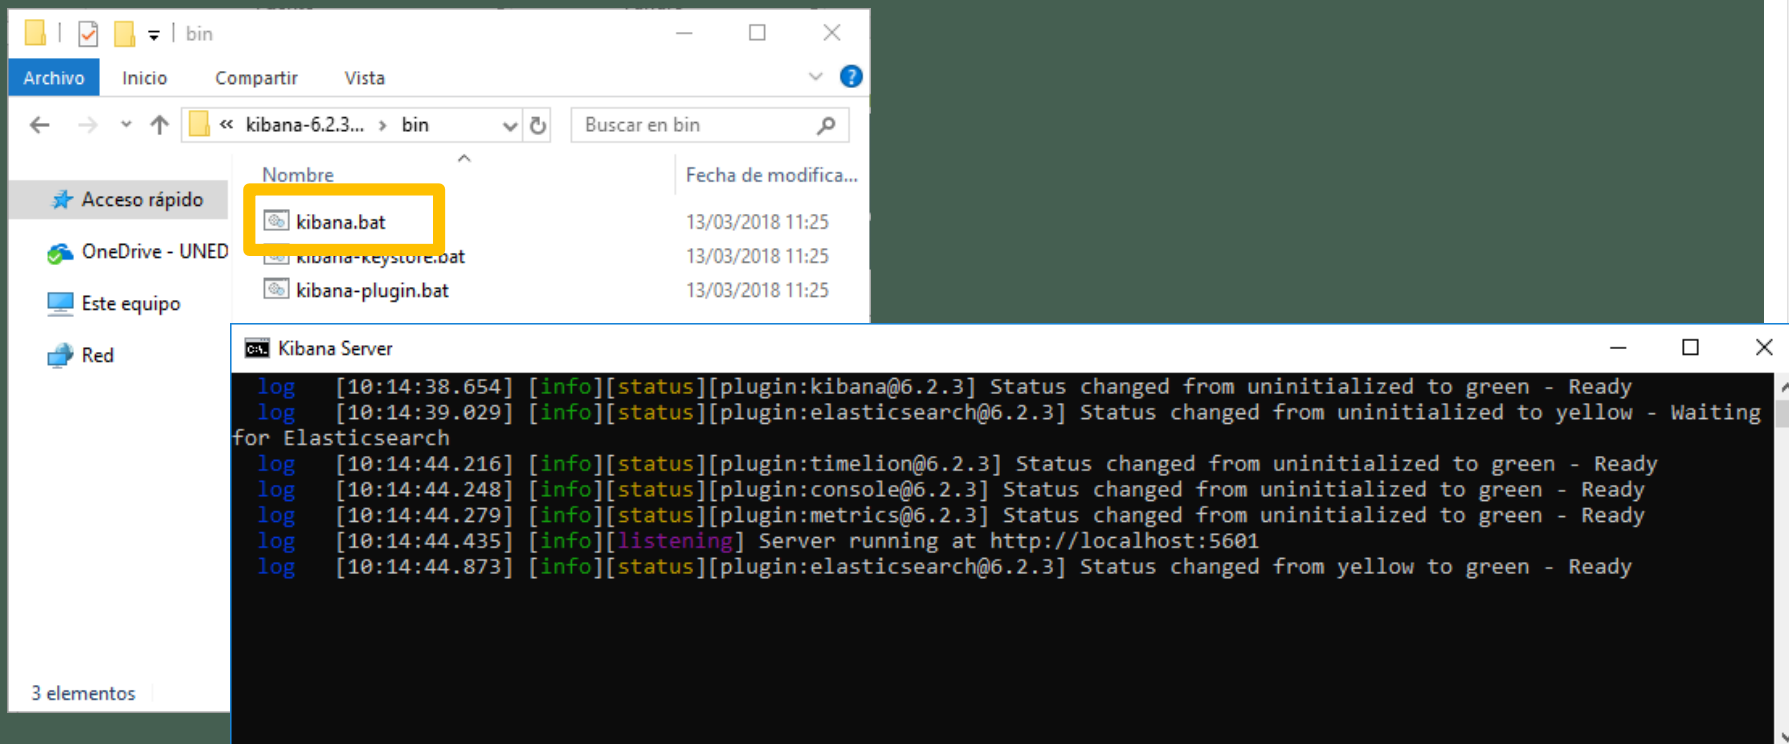 bin
Archivo Inicio Compartir Vista ?
« kibana-6.2.3... > bin Buscar en bin
Nombre Fecha de modifica...
Acceso rápido
OneDrive - UNED
Este equipo
Red
kibana.bat 13/03/2018 11:25
kibana-keystore.bat 13/03/2018 11:25
kibana-plugin.bat 13/03/2018 11:25
3 elementos
C:\. Kibana Server
log [10:14:38.654] [info][status][plugin:kibana@6.2.3] Status changed from uninitialized to green - Ready
log [10:14:39.029] [info][status][plugin:elasticsearch@6.2.3] Status changed from uninitialized to yellow - Waiting
for Elasticsearch
log [10:14:44.216] [info][status][plugin:timelion@6.2.3] Status changed from uninitialized to green - Ready
log [10:14:44.248] [info][status][plugin:console@6.2.3] Status changed from uninitialized to green - Ready
log [10:14:44.279] [info][status][plugin:metrics@6.2.3] Status changed from uninitialized to green - Ready
log [10:14:44.435] [info][listening] Server running at http://localhost:5601
log [10:14:44.873] [info][status][plugin:elasticsearch@6.2.3] Status changed from yellow to green - Ready